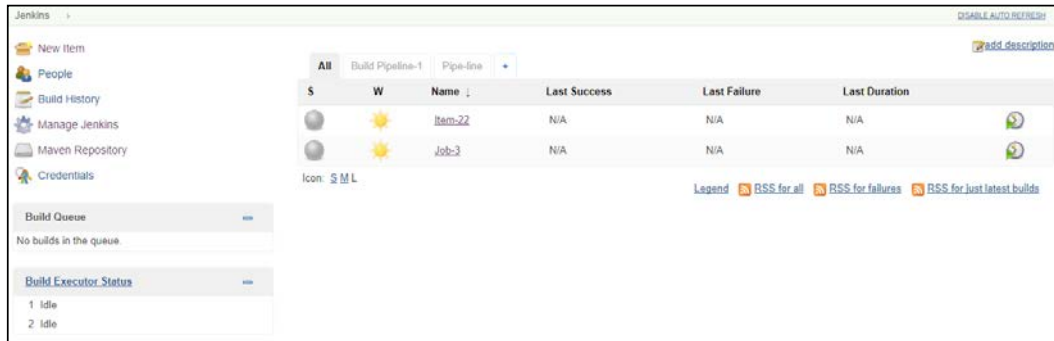 Jenkins
DISABLE AUTO REFRESH
New Item
People
Build History
Manage Jenkins
Maven Repository
Credentials
Build Queue
No builds in the queue.
Build Executor Status
1 Idle
2 Idle
add description
All Build Pipeline-1 Pipe-line +
S W Name ↓ Last Success Last Failure Last Duration
Item-22 N/A N/A N/A
Job-3 N/A N/A N/A
Icon: S M L
Legend RSS for all RSS for failures RSS for just latest builds